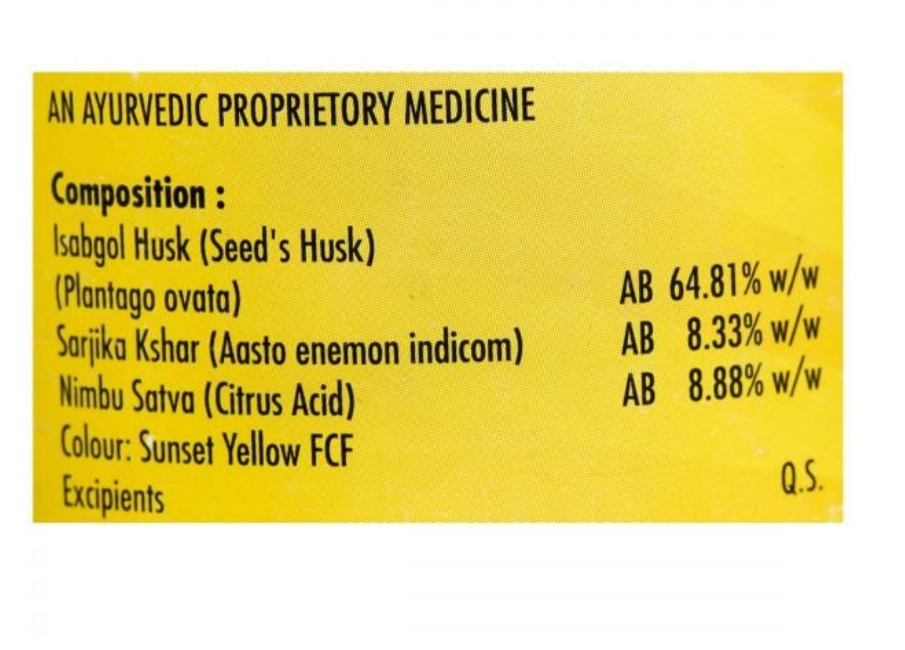 AN AYURVEDIC PROPRIETORY MEDICINE
Composition :
Isabgol Husk (Seed's Husk)
(Plantago ovata) AB 64.81% w/w
Sarjika Kshar (Aasto enemon indicom) AB 8.33% w/w
Nimbu Satva (Citrus Acid) AB 8.88% w/w
Colour: Sunset Yellow FCF
Excipients Q.S.